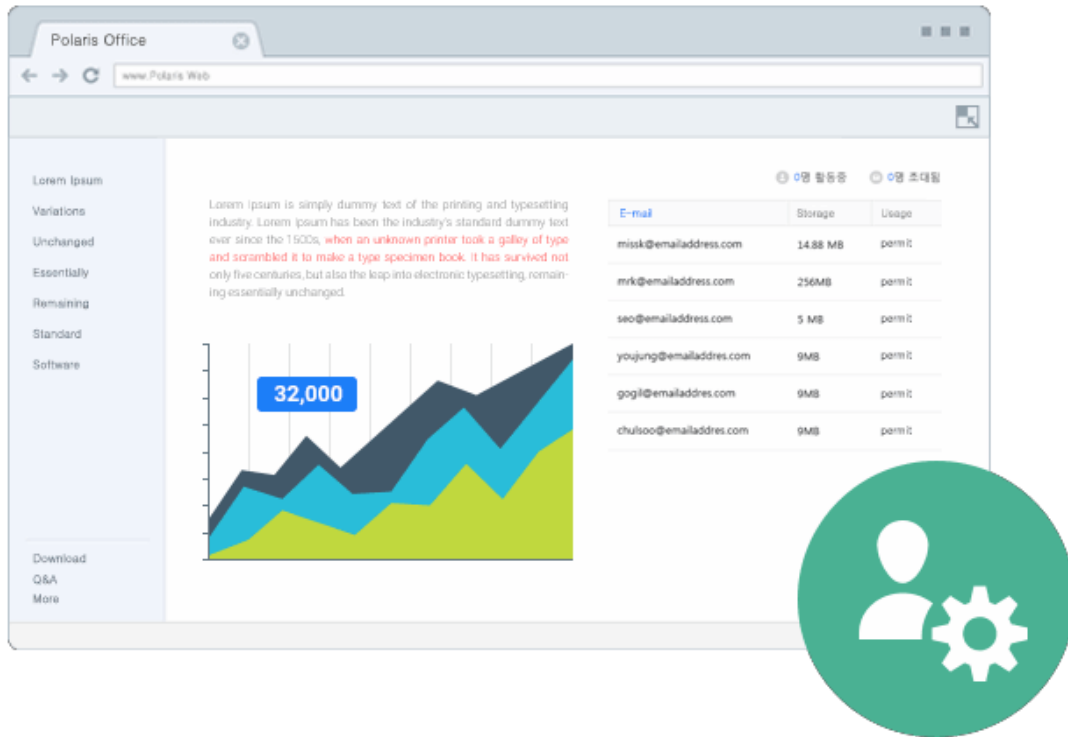 Polaris Office
www.Polaris Web
Lorem Ipsum
Variations
Unchanged
Essentially
Remaining
Standard
Software
Download
Q&A
More
Lorem Ipsum is simply dummy text of the printing and typesetting
industry. Lorem Ipsum has been the industry's standard dummy text
ever since the 1500s, when an unknown printer took a galley of type
and scrambled it to make a type specimen book. It has survived not
only five centuries, but also the leap into electronic typesetting, remain-
ing essentially unchanged.
32,000
0명 활동중 0명 초대됨
E-mail Storage Usage
missk@emailaddress.com 14.88 MB permit
mrk@emailaddress.com 256MB permit
seo@emailaddress.com 5 MB permit
youjung@emailaddres.com 9MB permit
gogil@emailaddres.com 9MB permit
chulsoo@emailaddres.com 9MB permit